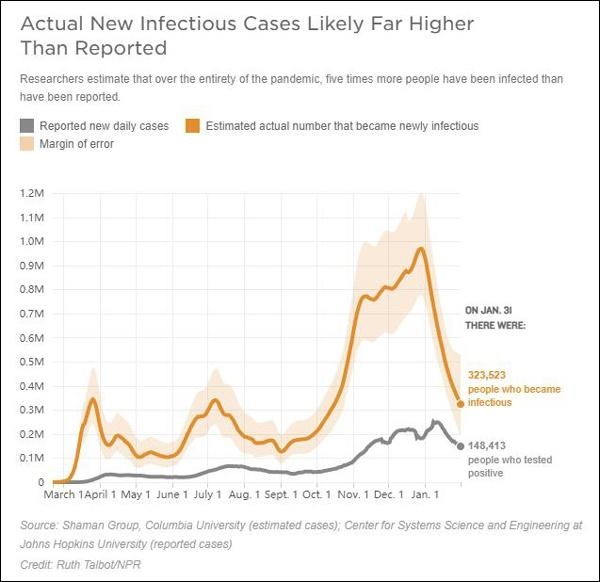 Actual New Infectious Cases Likely Far Higher
Than Reported
Researchers estimate that over the entirety of the pandemic, five times more people have been infected than
have been reported.
Reported new daily cases
Estimated actual number that became newly infectious
Margin of error
1.2M
1.1M
1.0M
0.9M
0.8M
0.7M
0.6M
0.5M
0.4M
0.3M
0.2M
0.1M
0
ON JAN. 31
THERE WERE:
323,523
people who became
infectious
148,413
people who tested
positive
March 1 April 1 May 1 June 1 July 1 Aug. 1 Sept. 1 Oct. 1 Nov. 1 Dec. 1 Jan. 1
Source: Shaman Group, Columbia University (estimated cases); Center for Systems Science and Engineering at
Johns Hopkins University (reported cases)
Credit: Ruth Talbot/NPR